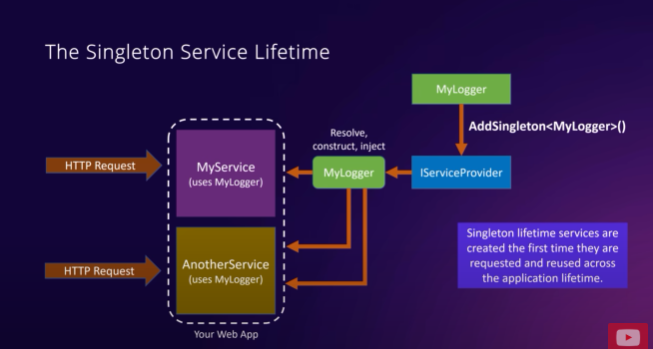 The Singleton Service Lifetime
MyLogger
AddSingleton<MyLogger>()
Resolve,
construct, inject
HTTP Request
MyService
(uses MyLogger)
MyLogger
IServiceProvider
HTTP Request
AnotherService
(uses MyLogger)
Singleton lifetime services are
created the first time they are
requested and reused across
the application lifetime.
Your Web App